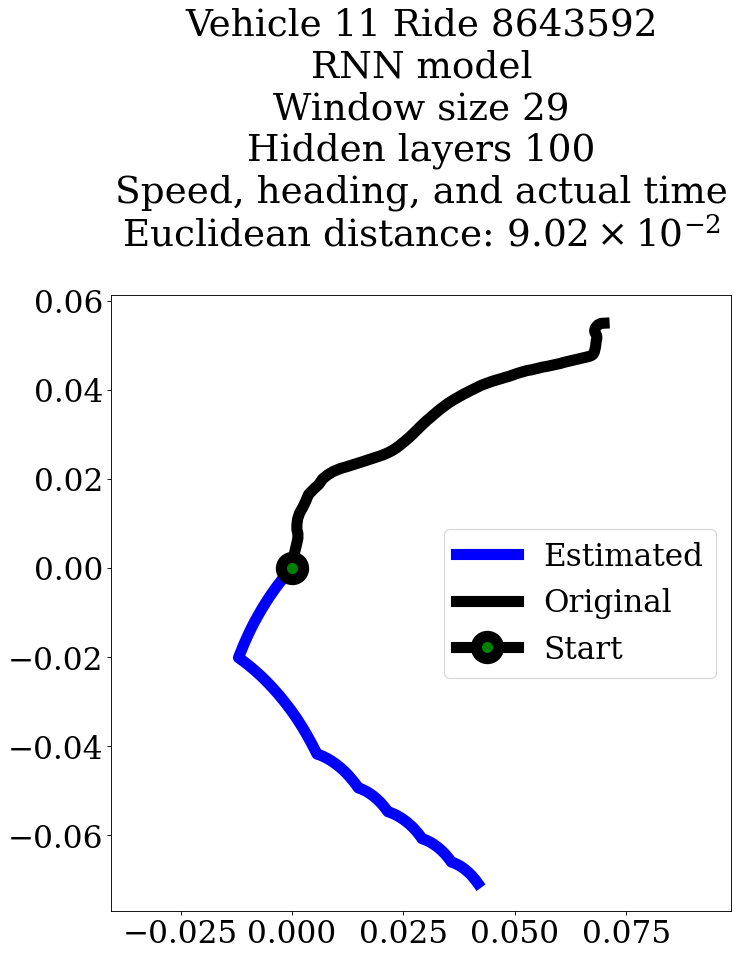 Vehicle 11 Ride 8643592
RNN model
Window size 29
Hidden layers 100
Speed, heading, and actual time
Euclidean distance: 9.02 × 10⁻²
0.06
0.04
0.02
0.00
−0.02
−0.04
−0.06
Estimated
Original
Start
−0.025 0.000 0.025 0.050 0.075